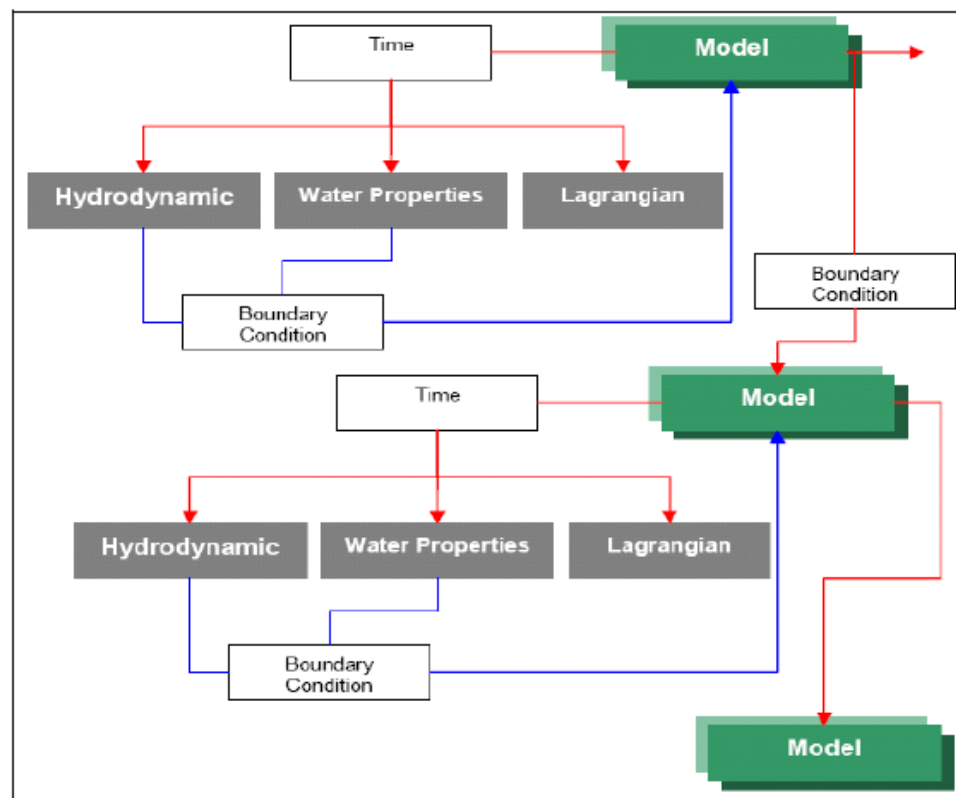 Time
Model
Hydrodynamic
Water Properties
Lagrangian
Boundary
Condition
Boundary
Condition
Time
Model
Hydrodynamic
Water Properties
Lagrangian
Boundary
Condition
Model